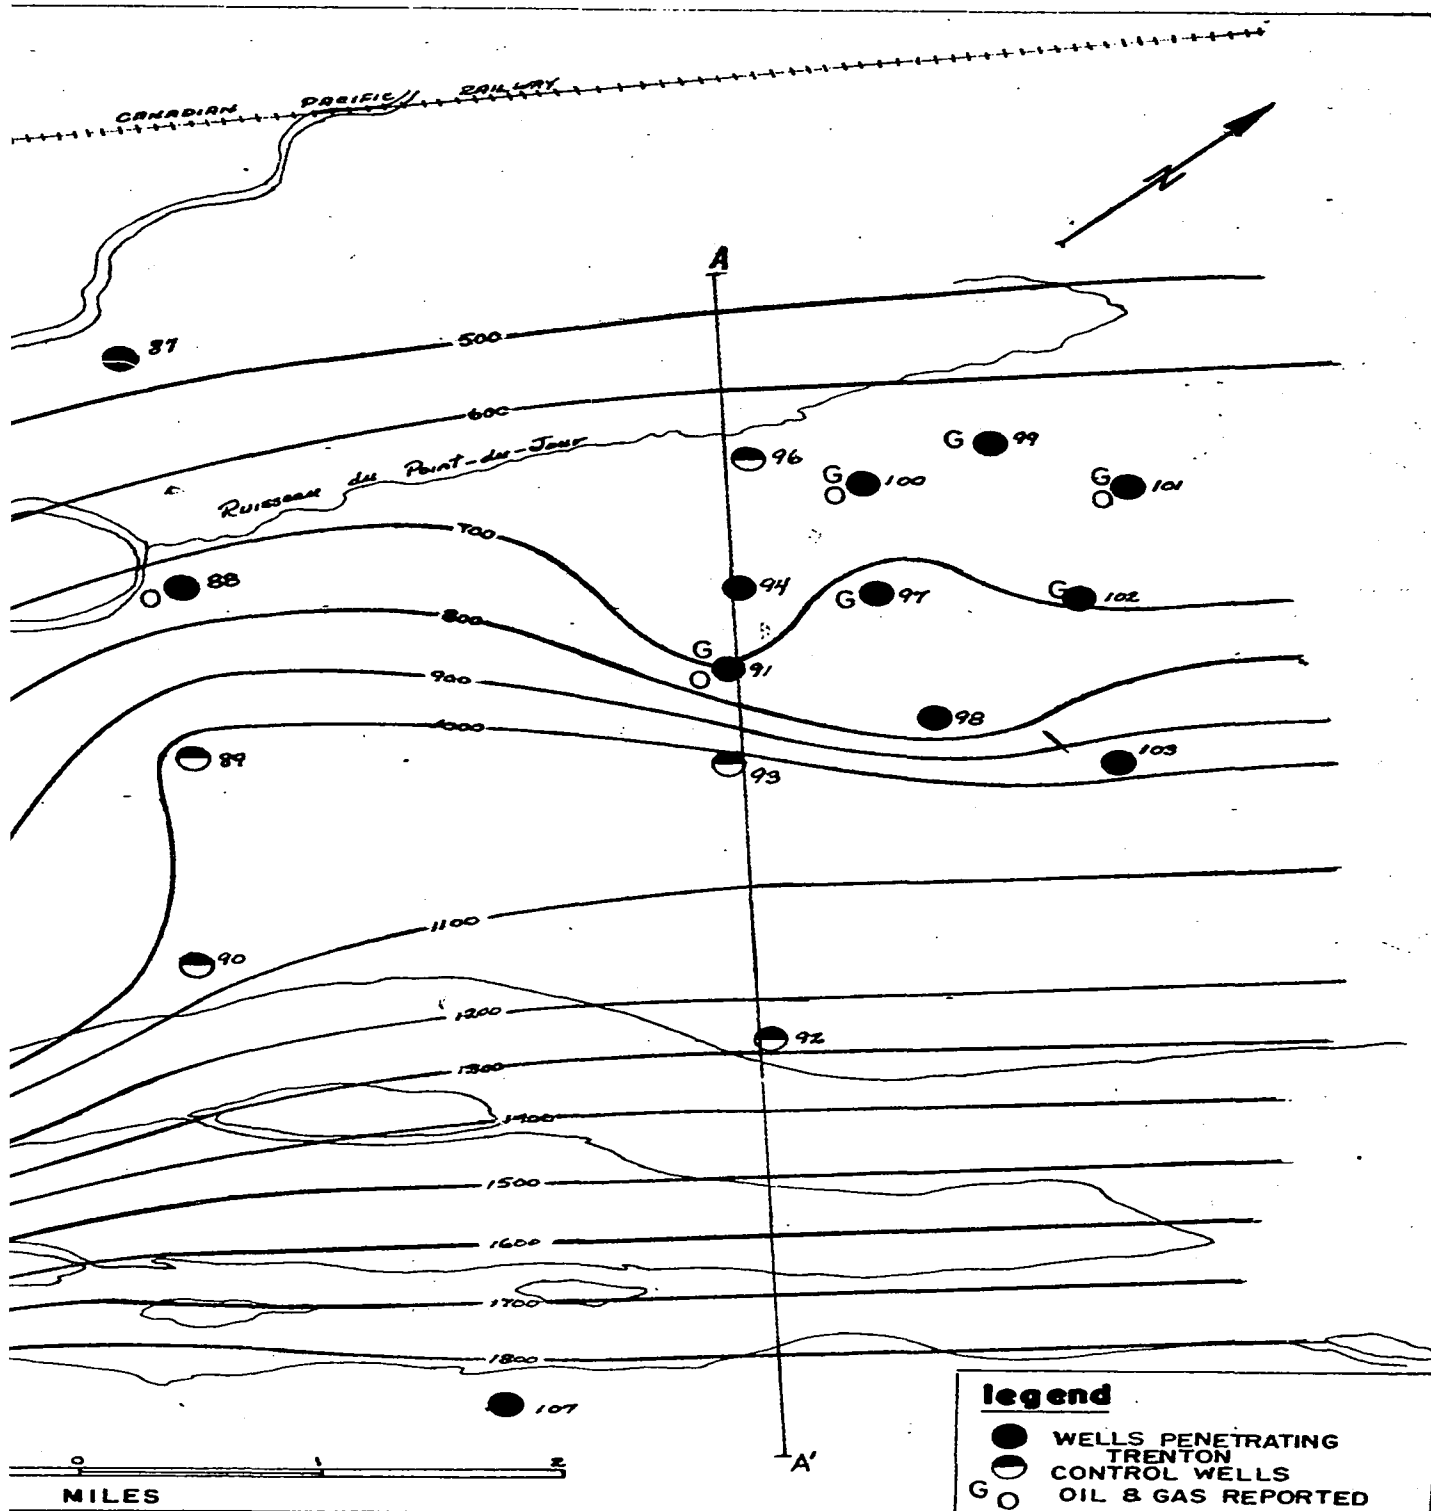 CANADIAN PACIFIC RAILWAY
N
A
500
87
600
Ruisseau du Point-du-Jour
96
G 99
G O 100
G O 101
700
O 88
94
G 97
G 102
800
G O 91
900
98
1000
89
93
103
1100
90
1200
92
1300
1400
1500
1600
1700
1800
107
A'
0 1 2
MILES
legend
WELLS PENETRATING
TRENTON
CONTROL WELLS
G O OIL & GAS REPORTED